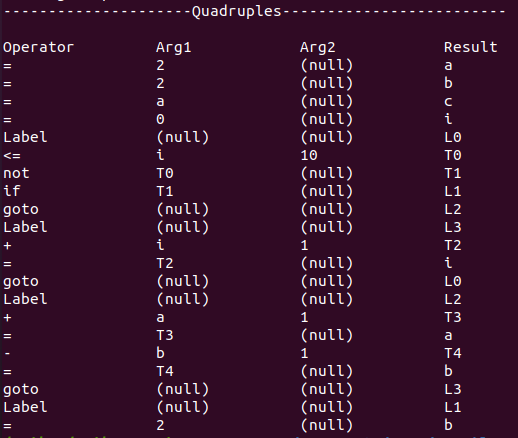 ---------------------Quadruples-------------------------
Operator Arg1 Arg2 Result
= 2 (null) a
= 2 (null) b
= a (null) c
= 0 (null) i
Label (null) (null) L0
<= i 10 T0
not T0 (null) T1
if T1 (null) L1
goto (null) (null) L2
Label (null) (null) L3
+ i 1 T2
= T2 (null) i
goto (null) (null) L0
Label (null) (null) L2
+ a 1 T3
= T3 (null) a
- b 1 T4
= T4 (null) b
goto (null) (null) L3
Label (null) (null) L1
= 2 (null) b